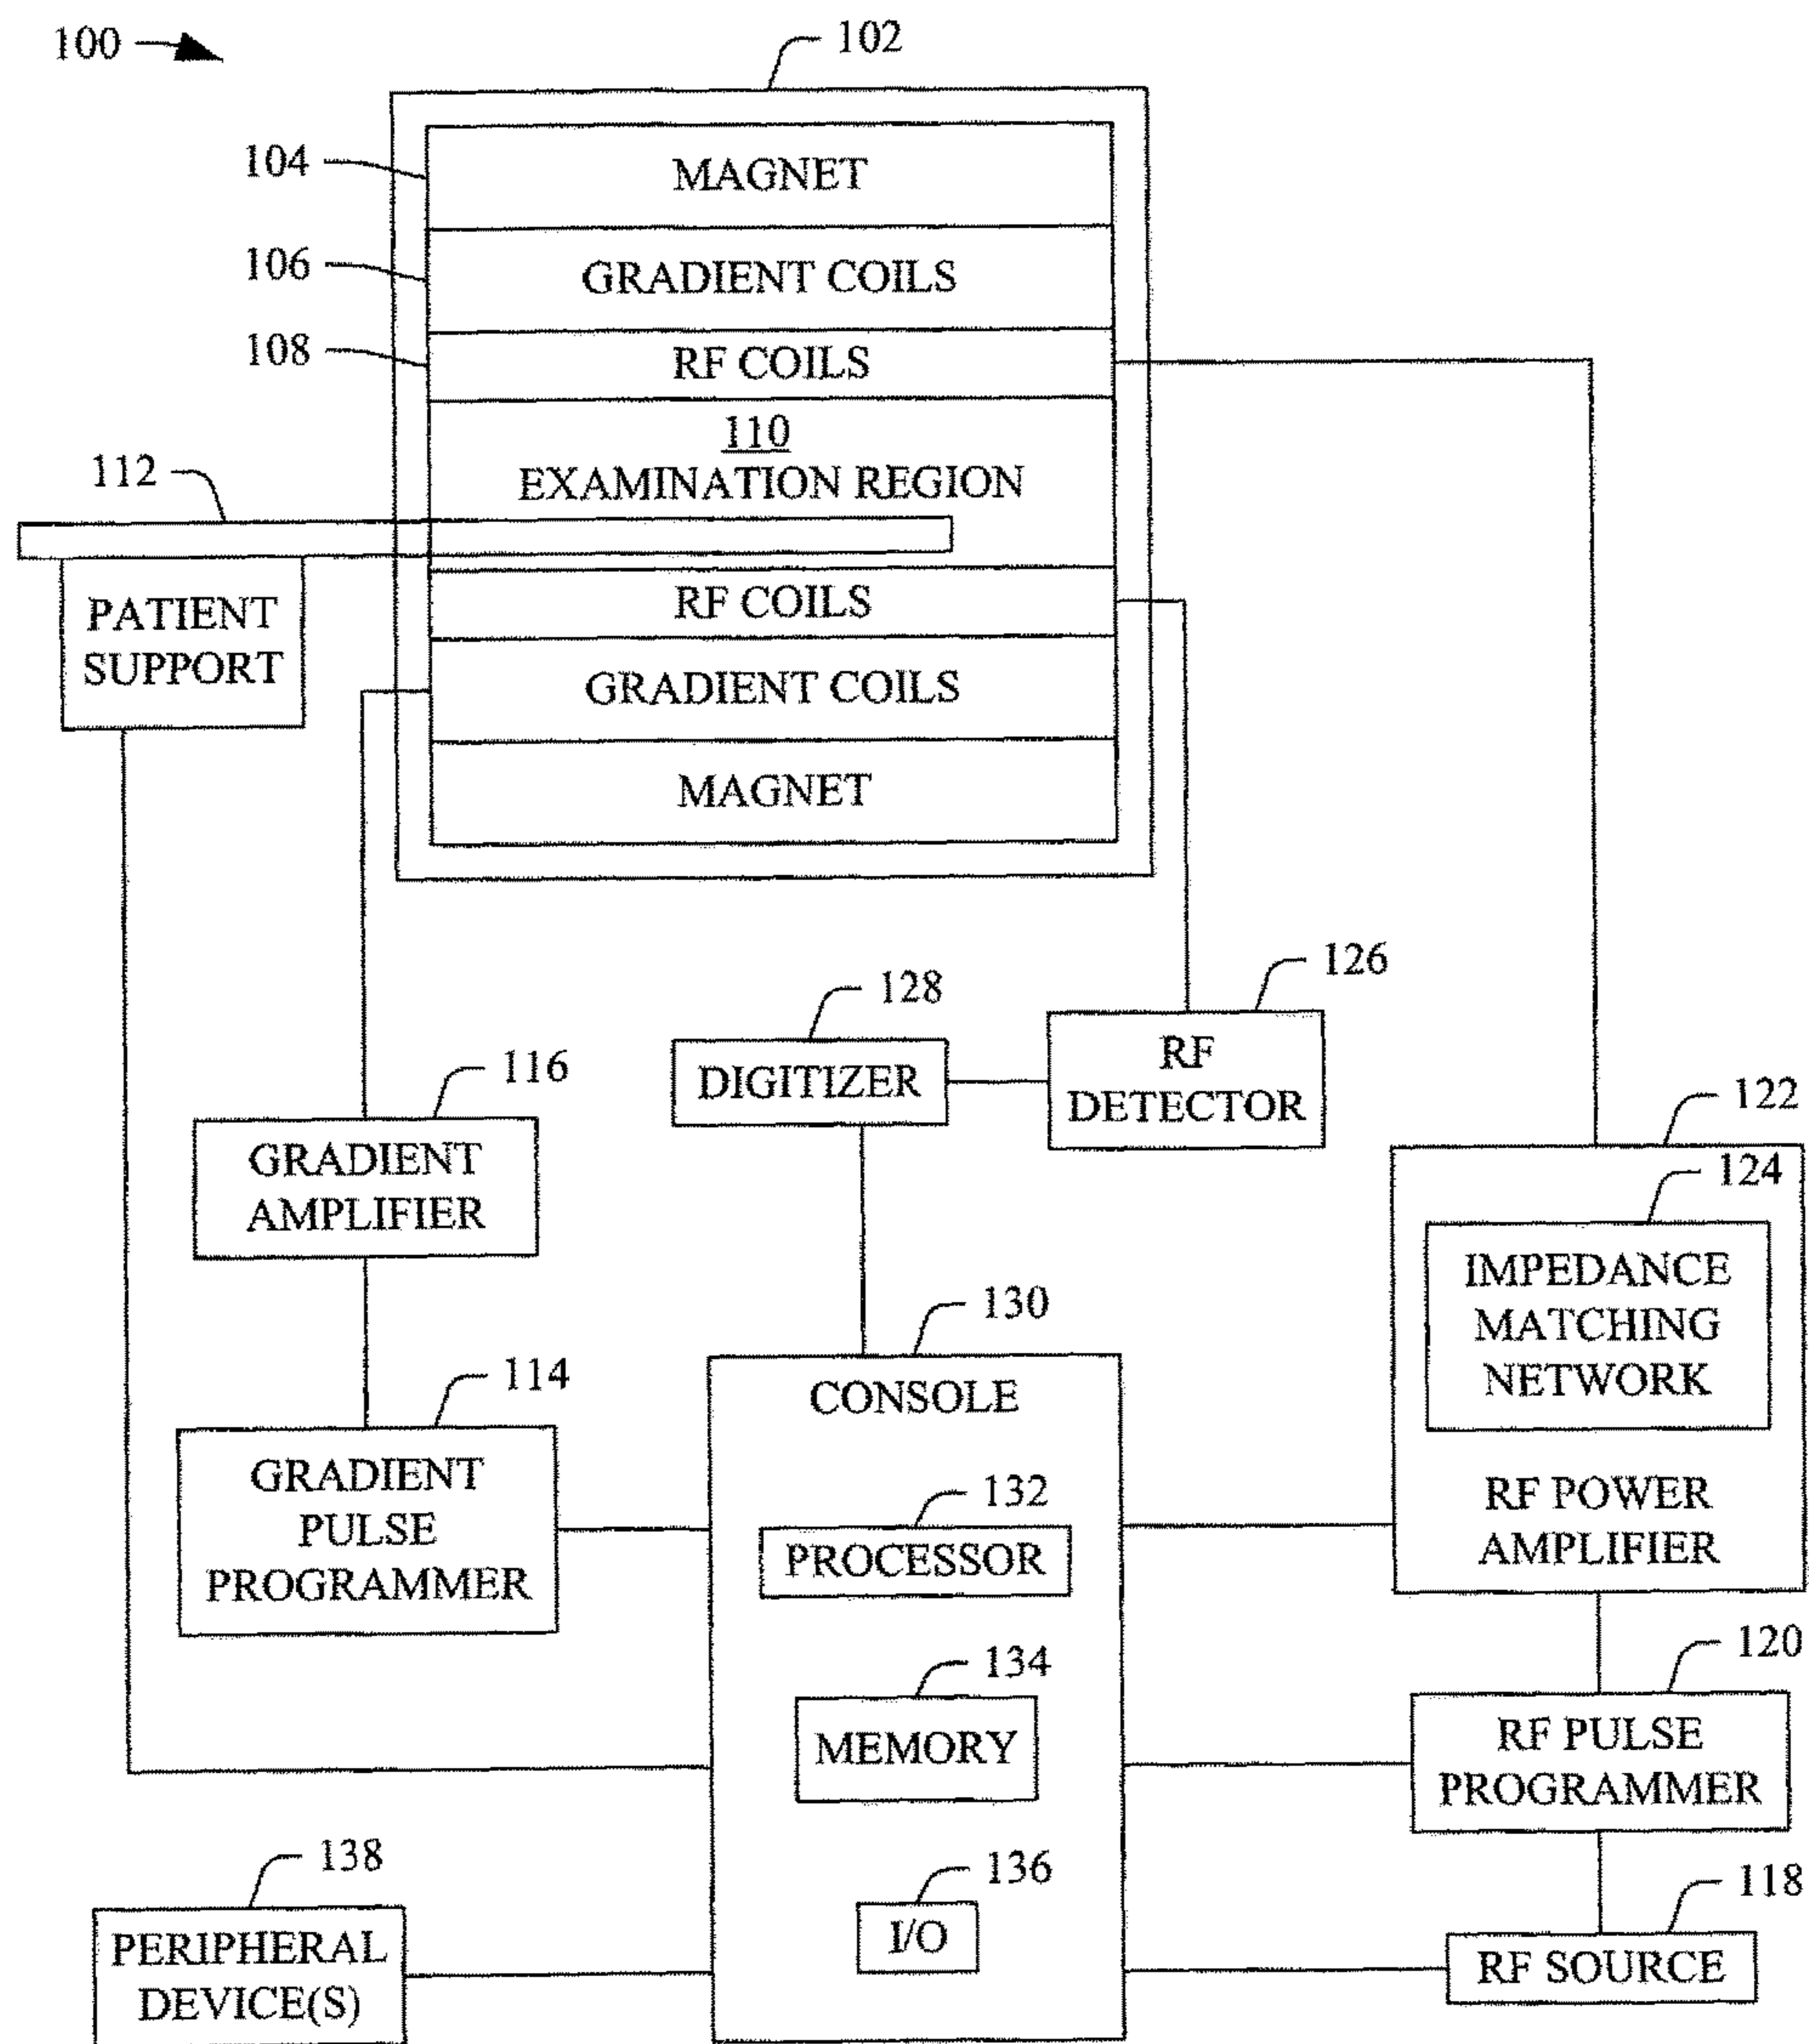 100
102
104
MAGNET
106
GRADIENT COILS
108
RF COILS
110
EXAMINATION REGION
112
PATIENT
SUPPORT
RF COILS
GRADIENT COILS
MAGNET
126
128
RF
DETECTOR
DIGITIZER
116
GRADIENT
AMPLIFIER
122
124
IMPEDANCE
MATCHING
NETWORK
RF POWER
AMPLIFIER
130
CONSOLE
114
GRADIENT
PULSE
PROGRAMMER
132
PROCESSOR
134
MEMORY
120
RF PULSE
PROGRAMMER
136
I/O
138
PERIPHERAL
DEVICE(S)
118
RF SOURCE